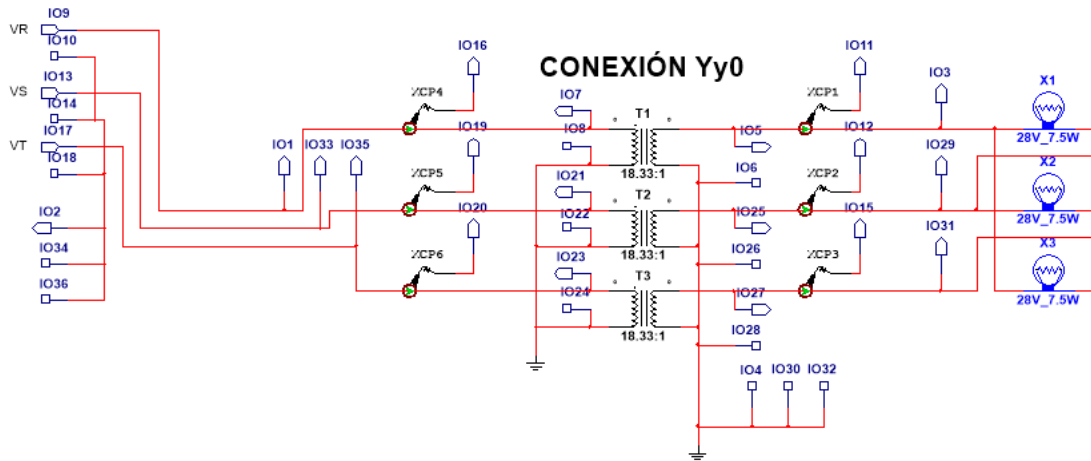 VR
IO9
IO10
VS
IO13
IO14
VT
IO17
IO18
IO2
IO34
IO36
IO1
IO33
IO35
IO16
XCP4
IO19
XCP5
IO20
XCP6
CONEXIÓN Yy0
IO7
IO8
T1
18.33:1
IO21
IO22
T2
18.33:1
IO23
IO24
T3
18.33:1
IO5
IO6
IO25
IO26
IO27
IO28
IO4
IO30
IO32
IO11
XCP1
IO12
XCP2
IO15
XCP3
IO3
IO29
IO31
X1
28V_7.5W
X2
28V_7.5W
X3
28V_7.5W